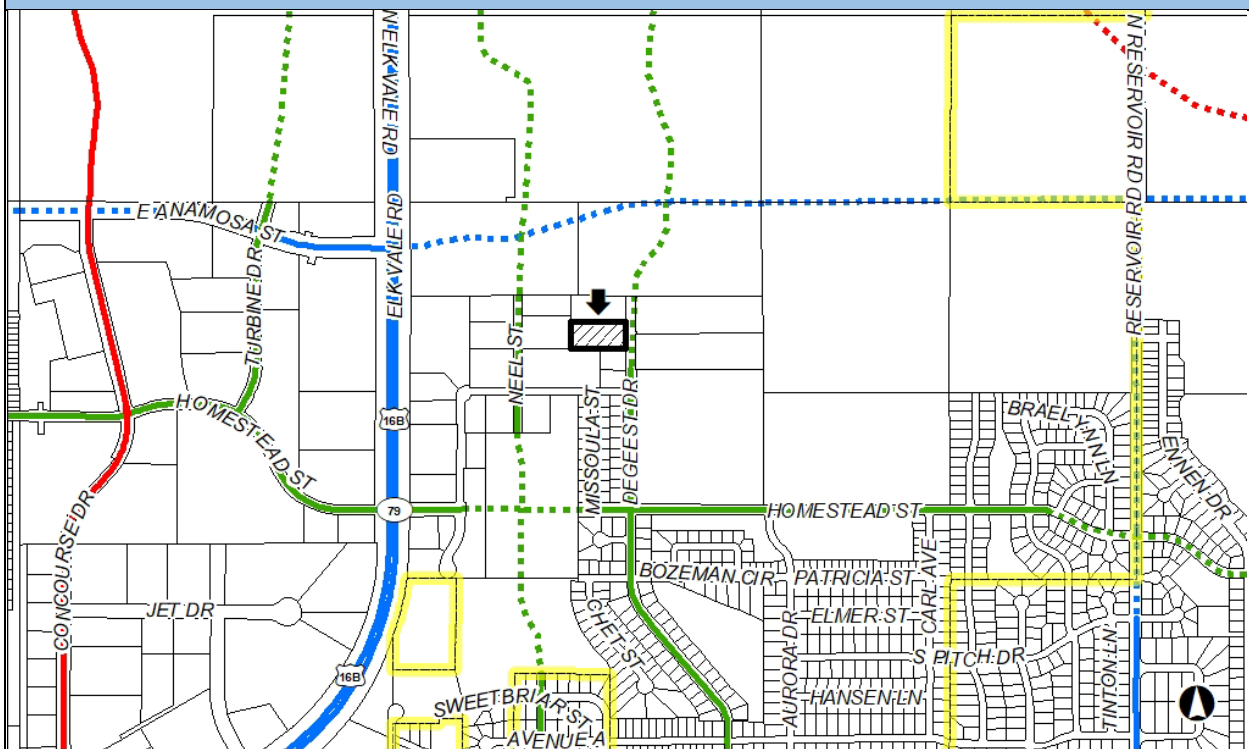 N ELK VALE RD
N RESERVOIR RD
E ANAMOSA ST
ELK VALE RD
RESERVOIR RD
TURBINE DR
NEEL ST
HOMESTEAD ST
16B
MISSOULA ST
DEGEEST DR
BRAELYNN LN
ENNEN DR
79
HOMESTEAD ST
CONCOURSE DR
JET DR
BOZEMAN CIR
PATRICIA ST
CARL AVE
CHET ST
ELMER ST
AURORA DR
S PITCH DR
TINTON LN
16B
HANSEN LN
SWEETBRIAR ST
AVENUE A